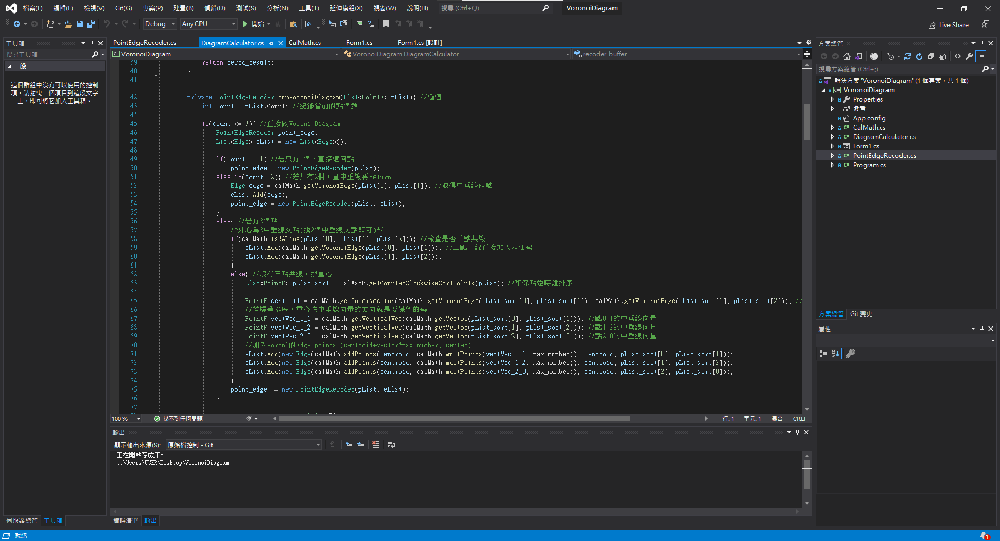 檔案(F) 編輯(E) 檢視(V) Git(G) 專案(P) 建置(B) 偵錯(D) 測試(S) 分析(N) 工具(T) 延伸模組(X) 視窗(W) 說明(H) 搜尋 (Ctrl+Q) VoronoiDiagram
Debug Any CPU 開始 Live Share
工具箱
搜尋工具箱
一般
這個群組中沒有可以使用的控制
項。請拖曳一個項目到這段文字
上，即可將它加入工具箱。
伺服器總管 工具箱
PointEdgeRecoder.cs DiagramCalculator.cs CalMath.cs Form1.cs Form1.cs [設計]
VoronoiDiagram VoronoiDiagram.DiagramCalculator recoder_buffer
39 return recod_result;
40 }
41
42 private PointEdgeRecoder runVoronoiDiagram(List<PointF> pList){ //遞迴
43 int count = pList.Count; //紀錄當前的點個數
44
45 if(count <= 3){ //直接做Voroni Diagram
46 PointEdgeRecoder point_edge;
47 List<Edge> eList = new List<Edge>();
48
49 if(count == 1) //若只有1個，直接返回點
50 point_edge = new PointEdgeRecoder(pList);
51 else if(count==2){ //若只有2個，畫中垂線再return
52 Edge edge = calMath.getVoronoiEdge(pList[0], pList[1]); //取得中垂線兩點
53 eList.Add(edge);
54 point_edge = new PointEdgeRecoder(pList, eList);
55 }
56 else{ //若有3個點
57 /*外心為3中垂線交點(找2個中垂線交點即可)*/
58 if(calMath.is3ALine(pList[0], pList[1], pList[2])){ //檢查是否三點共線
59 eList.Add(calMath.getVoronoiEdge(pList[0], pList[1])); //三點共線直接加入兩個邊
60 eList.Add(calMath.getVoronoiEdge(pList[1], pList[2]));
61 }
62 else{ //沒有三點共線，找重心
63 List<PointF> pList_sort = calMath.getCounterClockwiseSortPoints(pList); //確保點逆時鐘排序
64
65 PointF centroid = calMath.getIntersection(calMath.getVoronoiEdge(pList_sort[0], pList_sort[1]), calMath.getVoronoiEdge(pList_sort[1], pList_sort[2])); //
66 //若經過排序，重心往中垂線向量的方向就是要保留的邊
67 PointF vertVec_0_1 = calMath.getVerticalVec(calMath.getVector(pList_sort[0], pList_sort[1])); //點0 1的中垂線向量
68 PointF vertVec_1_2 = calMath.getVerticalVec(calMath.getVector(pList_sort[1], pList_sort[2])); //點1 2的中垂線向量
69 PointF vertVec_2_0 = calMath.getVerticalVec(calMath.getVector(pList_sort[2], pList_sort[0])); //點2 0的中垂線向量
70 //加入Voroni的Edge points (centroid+vector*max_number, center)
71 eList.Add(new Edge(calMath.addPoints(centroid, calMath.multPoints(vertVec_0_1, max_number)), centroid, pList_sort[0], pList_sort[1]));
72 eList.Add(new Edge(calMath.addPoints(centroid, calMath.multPoints(vertVec_1_2, max_number)), centroid, pList_sort[1], pList_sort[2]));
73 eList.Add(new Edge(calMath.addPoints(centroid, calMath.multPoints(vertVec_2_0, max_number)), centroid, pList_sort[2], pList_sort[0]));
74 }
75 point_edge = new PointEdgeRecoder(pList, eList);
76 }
77
100 % 找不到任何問題 行: 1 字元: 1 混合 CRLF
輸出
顯示輸出來源(S): 原始檔控制 - Git
正在開啟存放庫:
C:\Users\USER\Desktop\VoronoiDiagram
錯誤清單 輸出
方案總管
搜尋方案總管 (Ctrl+;)
解決方案 'VoronoiDiagram' (1 個專案，共 1 個)
VoronoiDiagram
Properties
參考
App.config
CalMath.cs
DiagramCalculator.cs
Form1.cs
PointEdgeRecoder.cs
Program.cs
方案總管 Git 變更
屬性
就緒 1